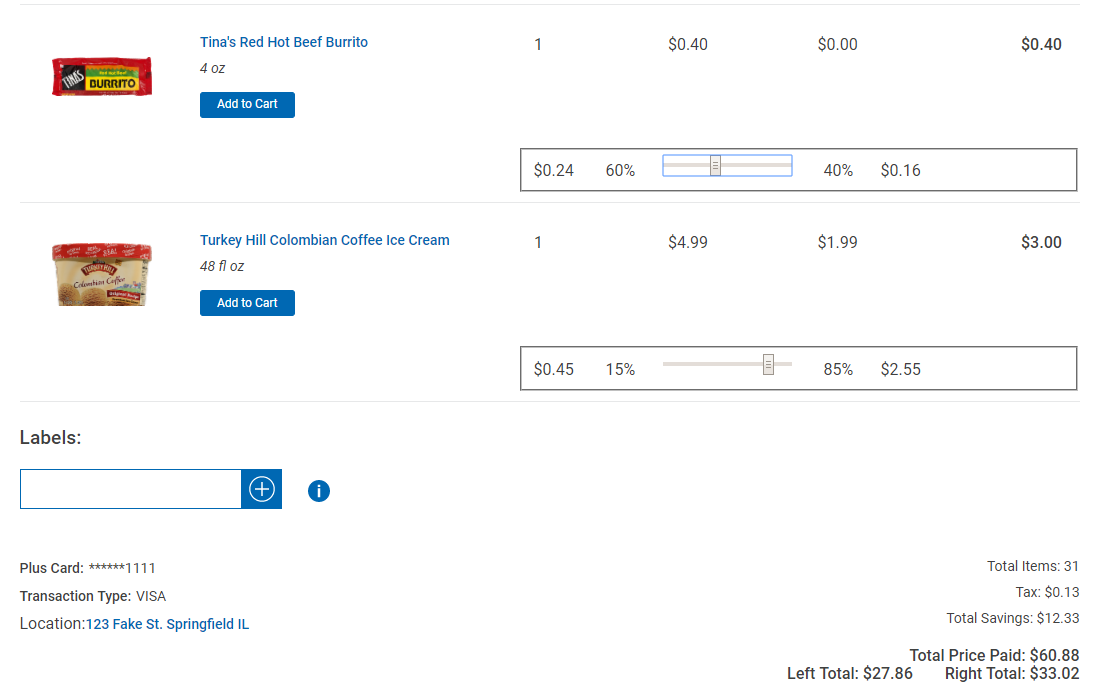 Tina's Red Hot Beef Burrito 1 $0.40 $0.00 $0.40
4 oz
TINA'S
Red Hot Beef
BURRITO
Add to Cart
$0.24 60% 40% $0.16
Turkey Hill Colombian Coffee Ice Cream 1 $4.99 $1.99 $3.00
48 fl oz
TURKEY HILL
Colombian Coffee
Add to Cart
$0.45 15% 85% $2.55
Labels:
i
Plus Card: ******1111
Total Items: 31
Transaction Type: VISA
Tax: $0.13
Location:123 Fake St. Springfield IL
Total Savings: $12.33
Total Price Paid: $60.88
Left Total: $27.86 Right Total: $33.02